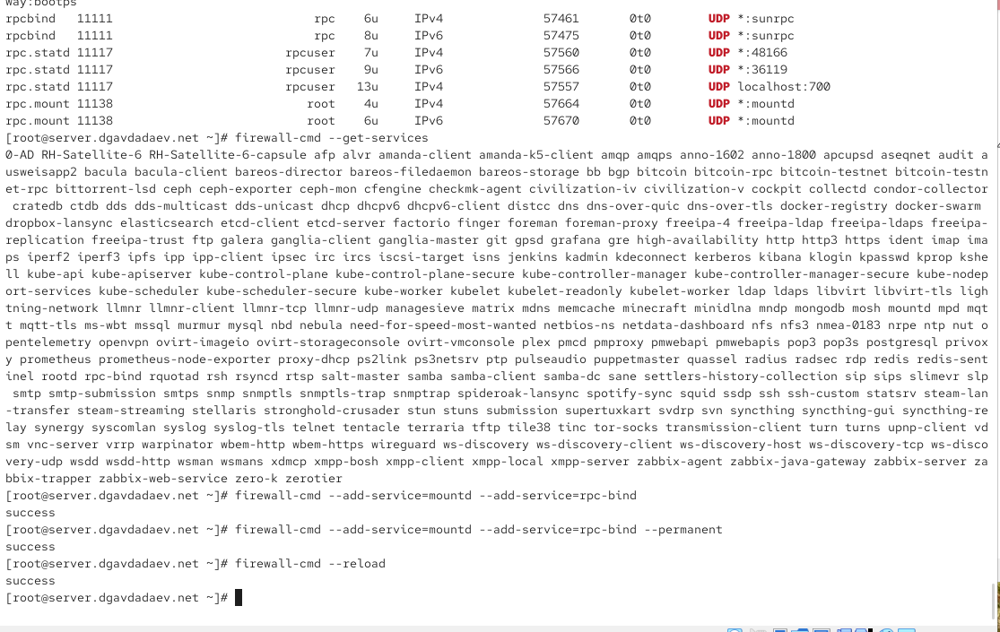 way:bootps
rpcbind 11111 rpc 6u IPv4 57461 0t0 UDP *:sunrpc
rpcbind 11111 rpc 8u IPv6 57475 0t0 UDP *:sunrpc
rpc.statd 11117 rpcuser 7u IPv4 57560 0t0 UDP *:48166
rpc.statd 11117 rpcuser 9u IPv6 57566 0t0 UDP *:36119
rpc.statd 11117 rpcuser 13u IPv4 57557 0t0 UDP localhost:700
rpc.mount 11138 root 4u IPv4 57664 0t0 UDP *:mountd
rpc.mount 11138 root 6u IPv6 57670 0t0 UDP *:mountd
[root@server.dgavdadaev.net ~]# firewall-cmd --get-services
0-AD RH-Satellite-6 RH-Satellite-6-capsule afp alvr amanda-client amanda-k5-client amqp amqps anno-1602 anno-1800 apcupsd aseqnet audit a
usweisapp2 bacula bacula-client bareos-director bareos-filedaemon bareos-storage bb bgp bitcoin bitcoin-rpc bitcoin-testnet bitcoin-testn
et-rpc bittorrent-lsd ceph ceph-exporter ceph-mon cfengine checkmk-agent civilization-iv civilization-v cockpit collectd condor-collector
cratedb ctdb dds dds-multicast dds-unicast dhcp dhcpv6 dhcpv6-client distcc dns dns-over-quic dns-over-tls docker-registry docker-swarm
dropbox-lansync elasticsearch etcd-client etcd-server factorio finger foreman foreman-proxy freeipa-4 freeipa-ldap freeipa-ldaps freeipa-
replication freeipa-trust ftp galera ganglia-client ganglia-master git gpsd grafana gre high-availability http http3 https ident imap ima
ps iperf2 iperf3 ipfs ipp ipp-client ipsec irc ircs iscsi-target isns jenkins kadmin kdeconnect kerberos kibana klogin kpasswd kprop kshe
ll kube-api kube-apiserver kube-control-plane kube-control-plane-secure kube-controller-manager kube-controller-manager-secure kube-nodep
ort-services kube-scheduler kube-scheduler-secure kube-worker kubelet kubelet-readonly kubelet-worker ldap ldaps libvirt libvirt-tls ligh
tning-network llmnr llmnr-client llmnr-tcp llmnr-udp managesieve matrix mdns memcache minecraft minidlna mndp mongodb mosh mountd mpd mqt
t mqtt-tls ms-wbt mssql murmur mysql nbd nebula need-for-speed-most-wanted netbios-ns netdata-dashboard nfs nfs3 nmea-0183 nrpe ntp nut o
pentelemetry openvpn ovirt-imageio ovirt-storageconsole ovirt-vmconsole plex pmcd pmproxy pmwebapi pmwebapis pop3 pop3s postgresql privox
y prometheus prometheus-node-exporter proxy-dhcp ps2link ps3netsrv ptp pulseaudio puppetmaster quassel radius radsec rdp redis redis-sent
inel rootd rpc-bind rquotad rsh rsyncd rtsp salt-master samba samba-client samba-dc sane settlers-history-collection sip sips slimevr slp
smtp smtp-submission smtps snmp snmptls snmptls-trap snmptrap spideroak-lansync spotify-sync squid ssdp ssh ssh-custom statsrv steam-lan
-transfer steam-streaming stellaris stronghold-crusader stun stuns submission supertuxkart svdrp svn syncthing syncthing-gui syncthing-re
lay synergy syscomlan syslog syslog-tls telnet tentacle terraria tftp tile38 tinc tor-socks transmission-client turn turns upnp-client vd
sm vnc-server vrrp warpinator wbem-http wbem-https wireguard ws-discovery ws-discovery-client ws-discovery-host ws-discovery-tcp ws-disco
very-udp wsdd wsdd-http wsman wsmans xdmcp xmpp-bosh xmpp-client xmpp-local xmpp-server zabbix-agent zabbix-java-gateway zabbix-server za
bbix-trapper zabbix-web-service zero-k zerotier
[root@server.dgavdadaev.net ~]# firewall-cmd --add-service=mountd --add-service=rpc-bind
success
[root@server.dgavdadaev.net ~]# firewall-cmd --add-service=mountd --add-service=rpc-bind --permanent
success
[root@server.dgavdadaev.net ~]# firewall-cmd --reload
success
[root@server.dgavdadaev.net ~]#